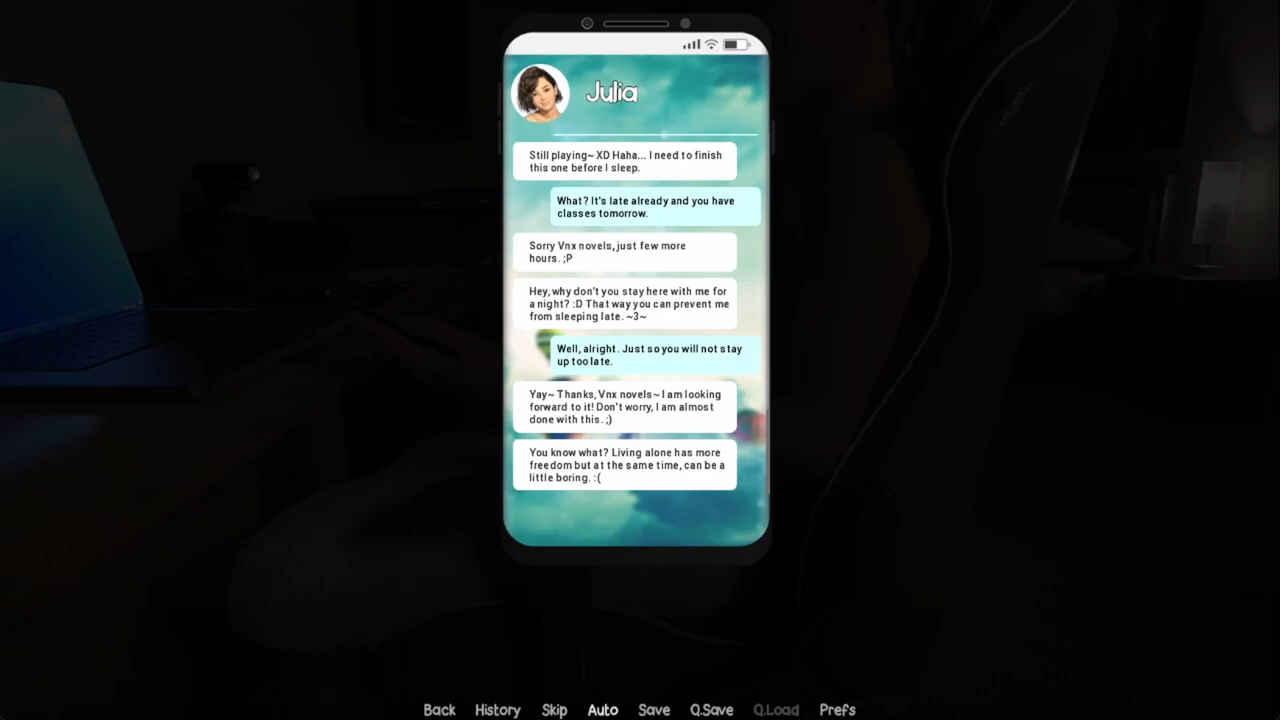 Julia
Still playing~ XD Haha... I need to finish
this one before I sleep.
What? It's late already and you have
classes tomorrow.
Sorry Vnx novels, just few more
hours. ;P
Hey, why don't you stay here with me for
a night? :D That way you can prevent me
from sleeping late. ~3~
Well, alright. Just so you will not stay
up too late.
Yay~ Thanks, Vnx novels~ I am looking
forward to it! Don't worry, I am almost
done with this. ;)
You know what? Living alone has more
freedom but at the same time, can be a
little boring. :(
Back History Skip Auto Save Q.Save Q.Load Prefs